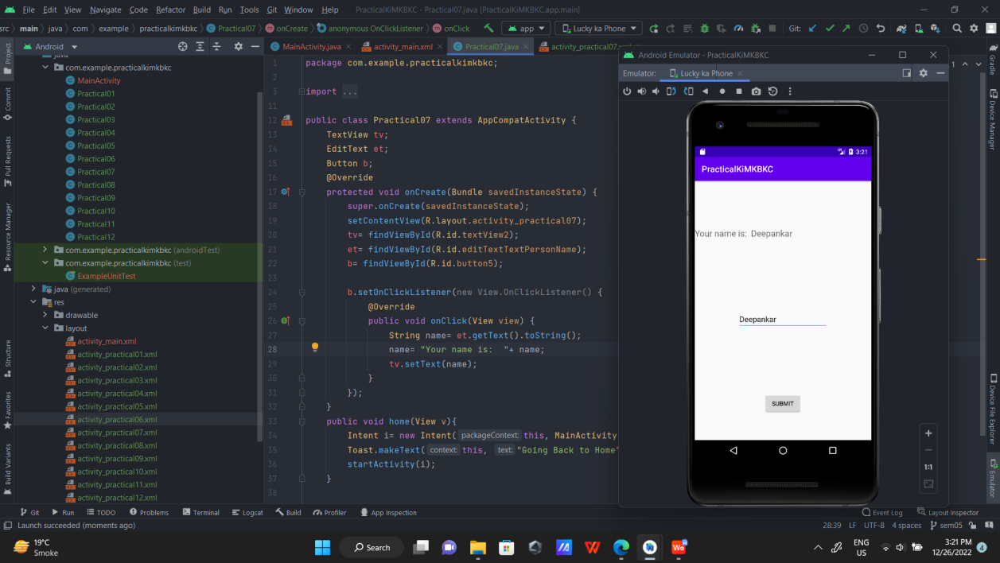 File Edit View Navigate Code Refactor Build Run Tools Git Window Help PracticalKiMKBKC - Practical07.java [PracticalKiMKBKC.app.main]
src main java com example practicalkimkbkc Practical07 onCreate anonymous OnClickListener onClick app Lucky ka Phone Git:
Android MainActivity.java activity_main.xml Practical07.java
Project
Commit
Pull Requests
Resource Manager
Structure
Favorites
Build Variants
java
com.example.practicalkimkbkc
MainActivity
Practical01
Practical02
Practical03
Practical04
Practical05
Practical06
Practical07
Practical08
Practical09
Practical10
Practical11
Practical12
com.example.practicalkimkbkc (androidTest)
com.example.practicalkimkbkc (test)
ExampleUnitTest
java (generated)
res
drawable
layout
activity_main.xml
activity_practical01.xml
activity_practical02.xml
activity_practical03.xml
activity_practical04.xml
activity_practical05.xml
activity_practical06.xml
activity_practical07.xml
activity_practical08.xml
activity_practical09.xml
activity_practical10.xml
activity_practical11.xml
activity_practical12.xml
1 package com.example.practicalkimkbkc;
2
3 import ...
11
12 public class Practical07 extends AppCompatActivity {
13 TextView tv;
14 EditText et;
15 Button b;
16 @Override
17 protected void onCreate(Bundle savedInstanceState) {
18 super.onCreate(savedInstanceState);
19 setContentView(R.layout.activity_practical07);
20 tv= findViewById(R.id.textView2);
21 et= findViewById(R.id.editTextTextPersonName);
22 b= findViewById(R.id.button5);
23
24 b.setOnClickListener(new View.OnClickListener() {
25 @Override
26 public void onClick(View view) {
27 String name= et.getText().toString();
28 name= "Your name is:  "+ name;
29 tv.setText(name);
30 }
31 });
32 }
33 public void home(View v){
34 Intent i= new Intent( packageContext: this, MainActivity
35 Toast.makeText( context: this, text: "Going Back to Home"
36 startActivity(i);
37 }
38
Android Emulator - PracticalKiMKBKC
Emulator: Lucky ka Phone
3:21
PracticalKiMKBKC
Your name is:  Deepankar
Deepankar
SUBMIT
1:1
1
Gradle
Device Manager
Device File Explorer
Emulator
Git Run TODO Problems Terminal Logcat Build Profiler App Inspection Event Log Layout Inspector
Launch succeeded (moments ago) 28:39 LF UTF-8 4 spaces sem05
19°C
Smoke
Search
ENG
US
3:21 PM
12/26/2022
4